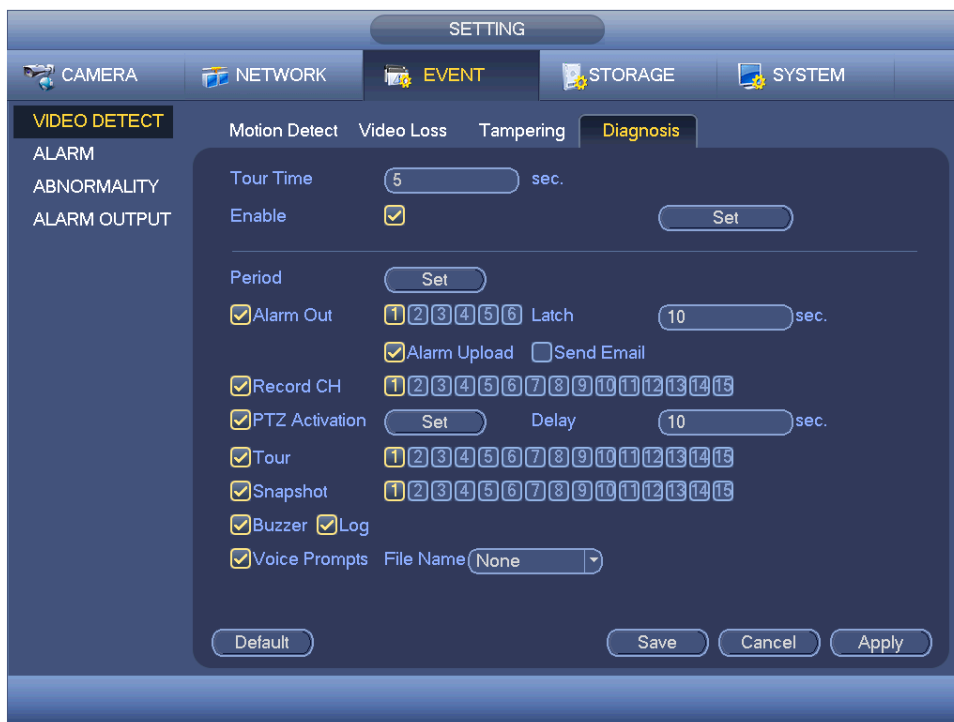 SETTING
CAMERA NETWORK EVENT STORAGE SYSTEM
VIDEO DETECT
ALARM
ABNORMALITY
ALARM OUTPUT
Motion Detect Video Loss Tampering Diagnosis
Tour Time 5 sec.
Enable Set
Period Set
Alarm Out 1 2 3 4 5 6 Latch 10 sec.
Alarm Upload Send Email
Record CH 1 2 3 4 5 6 7 8 9 10 11 12 13 14 15
PTZ Activation Set Delay 10 sec.
Tour 1 2 3 4 5 6 7 8 9 10 11 12 13 14 15
Snapshot 1 2 3 4 5 6 7 8 9 10 11 12 13 14 15
Buzzer Log
Voice Prompts File Name None
Default Save Cancel Apply